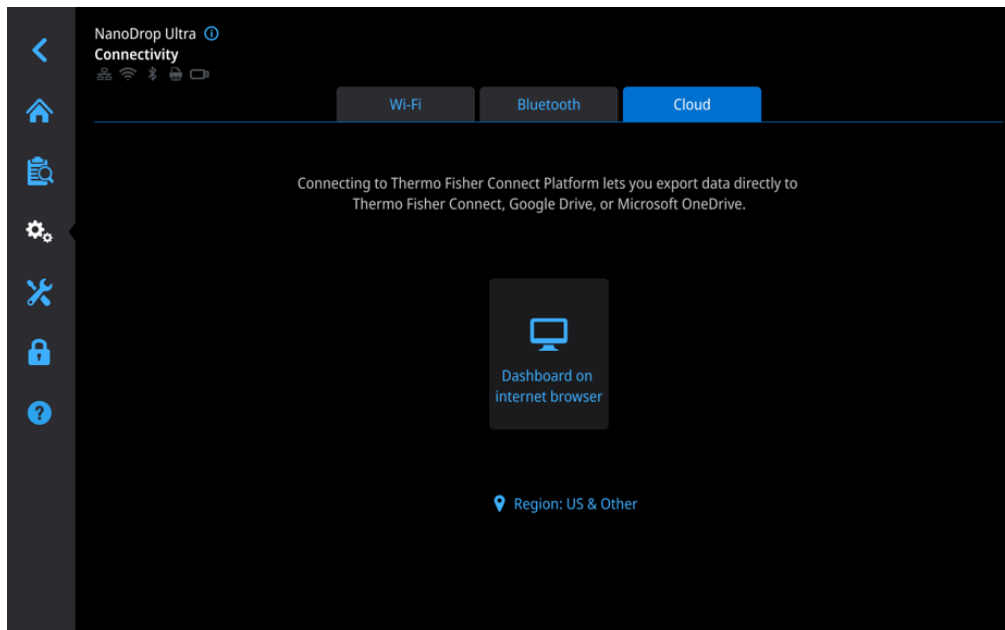 NanoDrop Ultra
Connectivity
Wi-Fi
Bluetooth
Cloud
Connecting to Thermo Fisher Connect Platform lets you export data directly to
Thermo Fisher Connect, Google Drive, or Microsoft OneDrive.
Dashboard on
internet browser
Region: US & Other